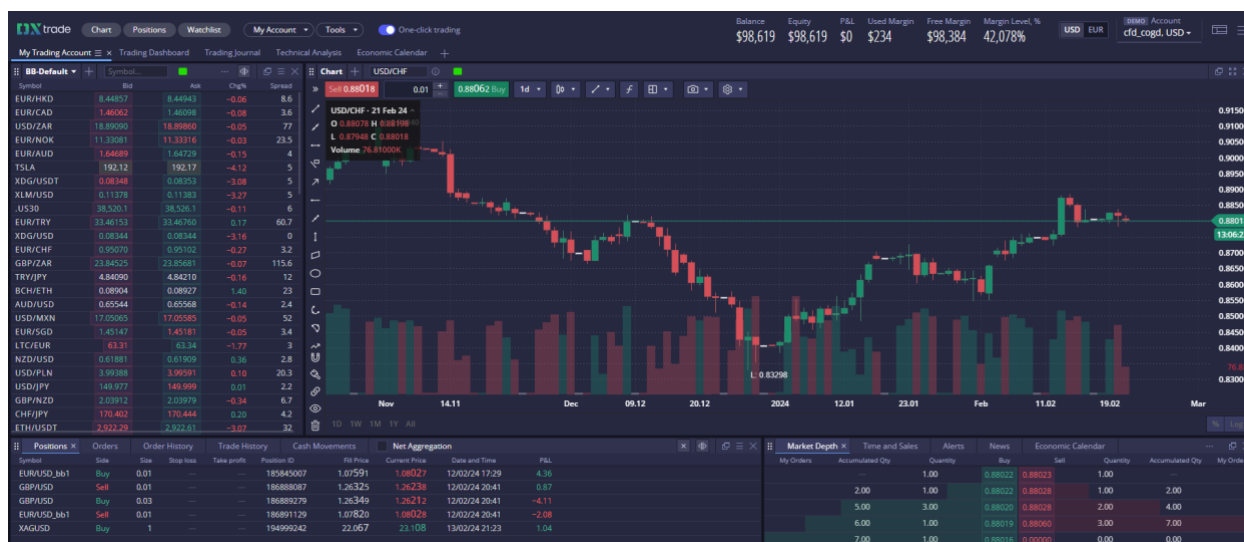 DX trade Chart Positions Watchlist My Account Tools One-click trading
Balance Equity P&L Used Margin Free Margin Margin Level, % USD EUR DEMO Account
$98,619 $98,619 $0 $234 $98,384 42,078% cfd_cogd, USD
My Trading Account Trading Dashboard Trading Journal Technical Analysis Economic Calendar
BB-Default Symbol...
Symbol Bid Ask Chg% Spread
EUR/HKD 8.44857 8.44943 -0.06 8.6
EUR/CAD 1.46062 1.46098 -0.08 3.6
USD/ZAR 18.89090 18.89860 -0.05 77
EUR/NOK 11.33081 11.33316 -0.03 23.5
EUR/AUD 1.64689 1.64729 -0.15 4
TSLA 192.12 192.17 -4.12 5
XDG/USDT 0.08348 0.08353 -3.08 5
XLM/USD 0.11378 0.11383 -3.27 5
.US30 38,520.1 38,526.1 -0.11 6
EUR/TRY 33.46153 33.46760 0.17 60.7
XDG/USD 0.08344 0.08344 -3.16 0
EUR/CHF 0.95070 0.95102 -0.27 3.2
GBP/ZAR 23.84525 23.85681 -0.07 115.6
TRY/JPY 4.84090 4.84210 -0.16 12
BCH/ETH 0.08904 0.08927 1.40 23
AUD/USD 0.65544 0.65568 -0.14 2.4
USD/MXN 17.05065 17.05585 -0.05 52
EUR/SGD 1.45147 1.45181 -0.05 3.4
LTC/EUR 63.31 63.34 -1.77 3
NZD/USD 0.61881 0.61909 0.36 2.8
USD/PLN 3.99388 3.99591 0.10 20.3
USD/JPY 149.977 149.999 0.01 2.2
GBP/NZD 2.03912 2.03979 -0.34 6.7
CHF/JPY 170.402 170.444 0.20 4.2
ETH/USDT 2,922.29 2,922.61 -3.07 32
Chart USD/CHF
Sell 0.88018 0.01 0.88062 Buy 1d
USD/CHF - 21 Feb 24
O 0.88078 H 0.88198
L 0.87948 C 0.88018
Volume 76.81000K
0.9150
0.9100
0.9050
0.9000
0.8950
0.8900
0.8850
0.8801
13:06:2
0.8700
0.8650
0.8600
0.8550
0.8500
0.8450
0.8400
76.8
0.8300
L: 0.83298
Nov 14.11 Dec 09.12 20.12 2024 12.01 23.01 Feb 11.02 19.02 Mar
1D 1W 1M 1Y All % Log
Positions Orders Order History Trade History Cash Movements Net Aggregation
Symbol Side Size Stop loss Take profit Position ID Fill Price Current Price Date and Time P&L
EUR/USD_bb1 Buy 0.01 — — 185845007 1.07591 1.08027 12/02/24 17:29 4.36
GBP/USD Sell 0.01 — — 186888087 1.26325 1.26238 12/02/24 20:41 0.87
GBP/USD Buy 0.03 — — 186889279 1.26349 1.26212 12/02/24 20:41 -4.11
EUR/USD_bb1 Sell 0.01 — — 186891129 1.07820 1.08028 12/02/24 20:41 -2.08
XAGUSD Buy 1 — — 194999242 22.067 23.108 13/02/24 21:23 1.04
Market Depth Time and Sales Alerts News Economic Calendar
My Orders Accumulated Qty Quantity Buy Sell Quantity Accumulated Qty My Orde
— 1.00 0.88022 0.88023 1.00 —
2.00 1.00 0.88022 0.88028 1.00 2.00
5.00 3.00 0.88020 0.88028 2.00 4.00
6.00 1.00 0.88019 0.88060 3.00 7.00
7.00 1.00 0.88016 0.00000 0.00 0.00